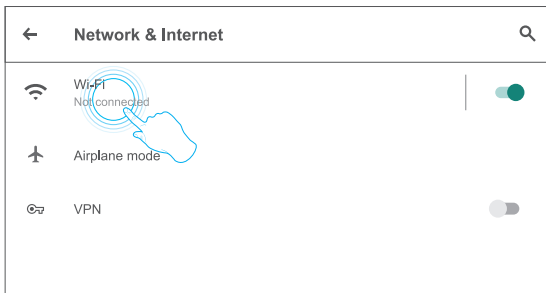 Network & Internet
Wi-Fi
Not connected
Airplane mode
VPN